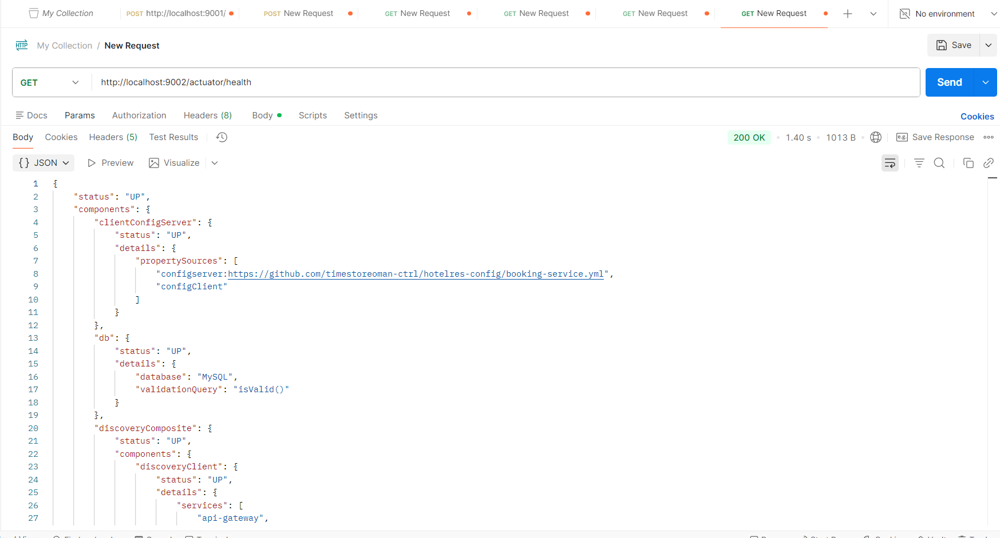 My Collection POST http://localhost:9001/ POST New Request GET New Request GET New Request GET New Request GET New Request No environment
HTTP My Collection / New Request Save
GET http://localhost:9002/actuator/health Send
Docs Params Authorization Headers (8) Body Scripts Settings Cookies
Body Cookies Headers (5) Test Results 200 OK 1.40 s 1013 B e.g. Save Response
{} JSON Preview Visualize
1 {
2 "status": "UP",
3 "components": {
4 "clientConfigServer": {
5 "status": "UP",
6 "details": {
7 "propertySources": [
8 "configserver:https://github.com/timestoreoman-ctrl/hotelres-config/booking-service.yml",
9 "configClient"
10 ]
11 }
12 },
13 "db": {
14 "status": "UP",
15 "details": {
16 "database": "MySQL",
17 "validationQuery": "isValid()"
18 }
19 },
20 "discoveryComposite": {
21 "status": "UP",
22 "components": {
23 "discoveryClient": {
24 "status": "UP",
25 "details": {
26 "services": [
27 "api-gateway",